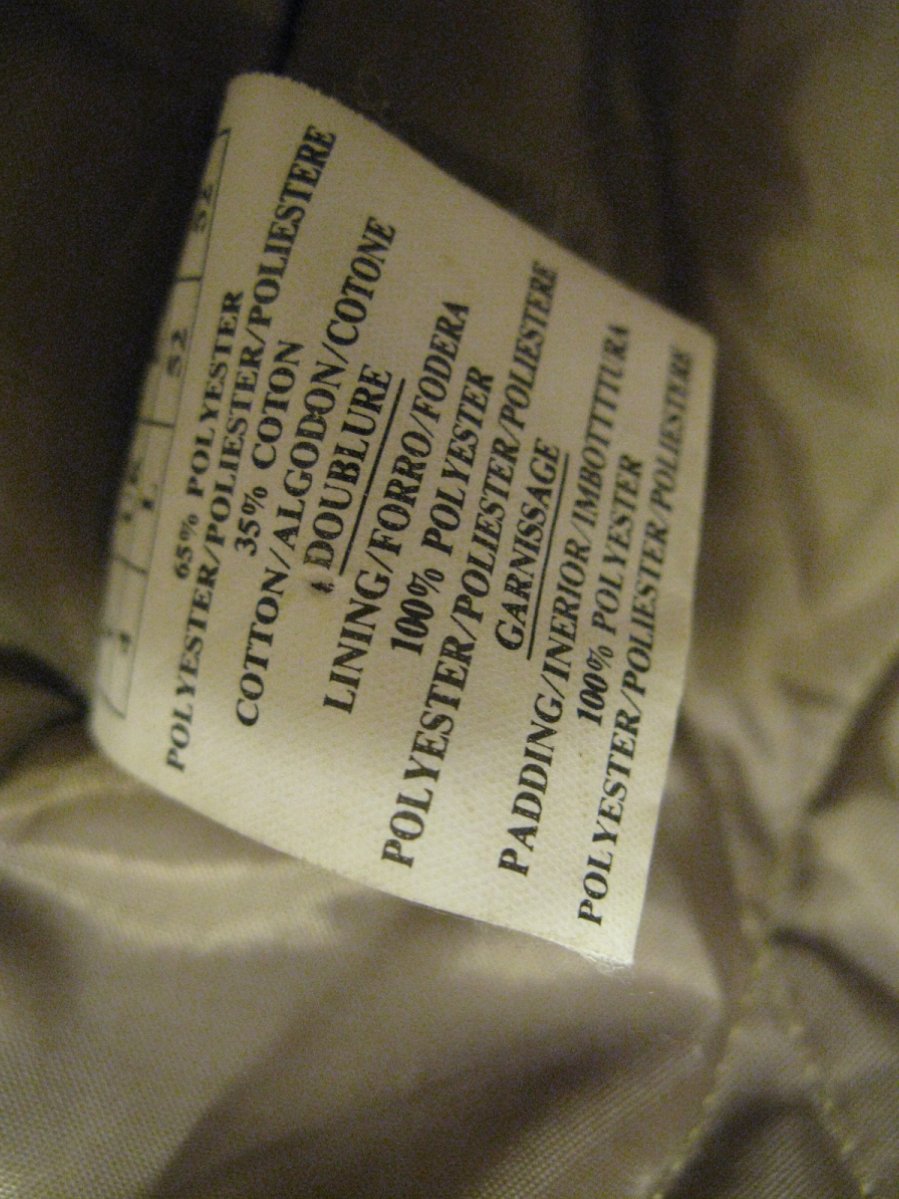 65% POLYESTER
POLYESTER/POLIESTER/POLIESTERE
35% COTON
COTTON/ALGODON/COTONE
DOUBLURE
LINING/FORRO/FODERA
100% POLYESTER
POLYESTER/POLIESTER/POLIESTERE
GARNISSAGE
PADDING/INERIOR/IMBOTTITURA
100% POLYESTER
POLYESTER/POLIESTER/POLIESTERE